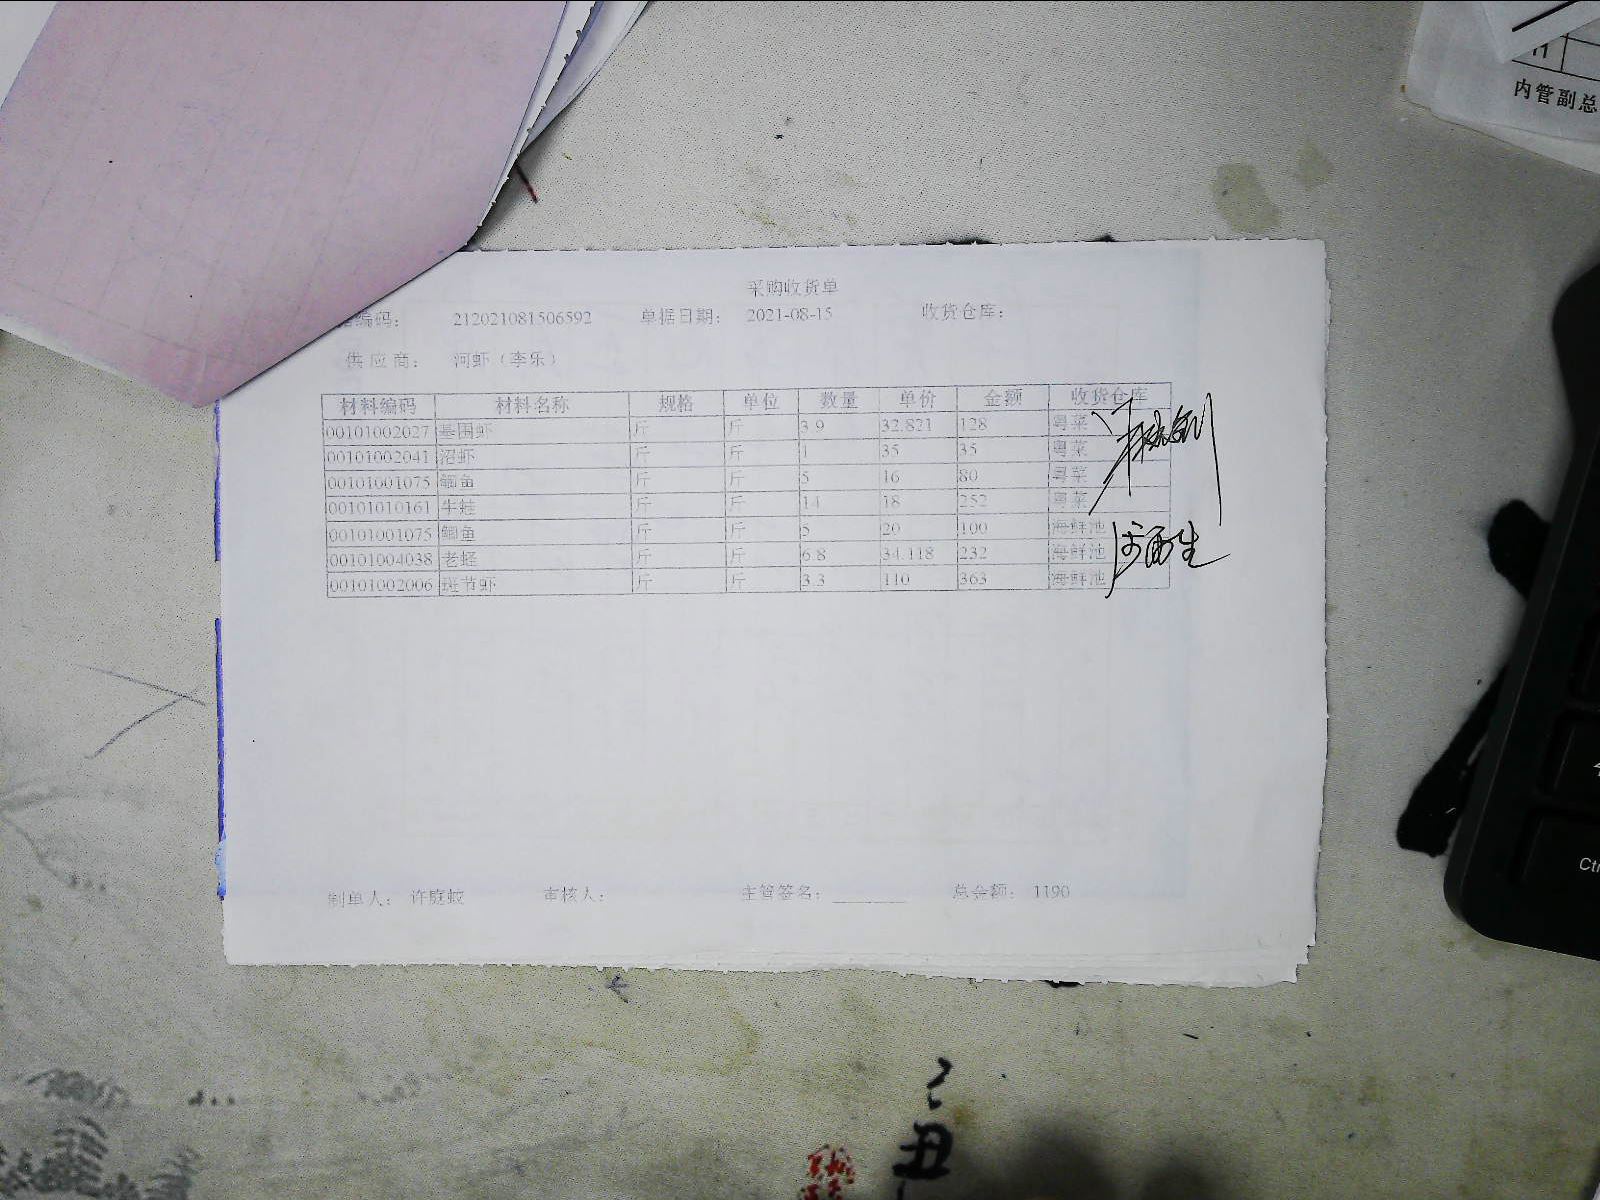 内管副总
采购收货单
编码： 212021081506592 单据日期： 2021-08-15 收货仓库：
供应商： 河虾（李乐）
材料编码 材料名称 规格 单位 数量 单价 金额 收货仓库
00101002027 基围虾 斤 斤 3.9 32.821 128 粤菜
00101002041 沼虾 斤 斤 1 35 35 粤菜
00101001075 鲫鱼 斤 斤 5 16 80 粤菜
00101010161 牛蛙 斤 斤 14 18 252 粤菜
00101001075 鲫鱼 斤 斤 5 20 100 海鲜池
00101004038 老蛏 斤 斤 6.8 34.118 232 海鲜池
00101002006 斑节虾 斤 斤 3.3 110 363 海鲜池
制单人： 许庭蛟 审核人： 主管签名： 总金额： 1190
丑